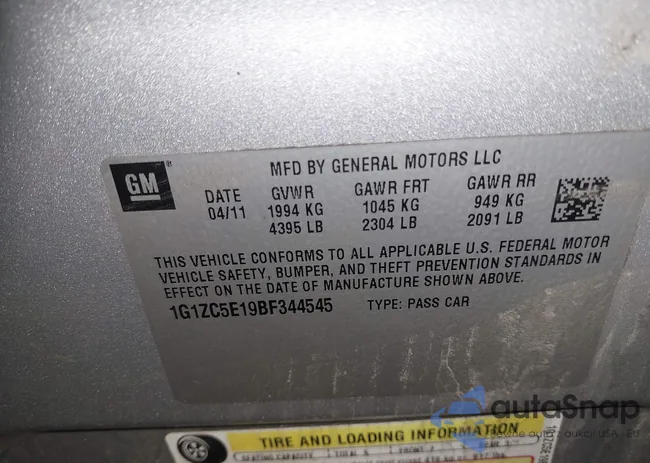 GM
MFD BY GENERAL MOTORS LLC
DATE GVWR GAWR FRT GAWR RR
04/11 1994 KG 1045 KG 949 KG
4395 LB 2304 LB 2091 LB
THIS VEHICLE CONFORMS TO ALL APPLICABLE U.S. FEDERAL MOTOR
VEHICLE SAFETY, BUMPER, AND THEFT PREVENTION STANDARDS IN
EFFECT ON THE DATE OF MANUFACTURE SHOWN ABOVE.
1G1ZC5E19BF344545 TYPE: PASS CAR
autoSnap
TIRE AND LOADING INFORMATION
SEATING CAPACITY